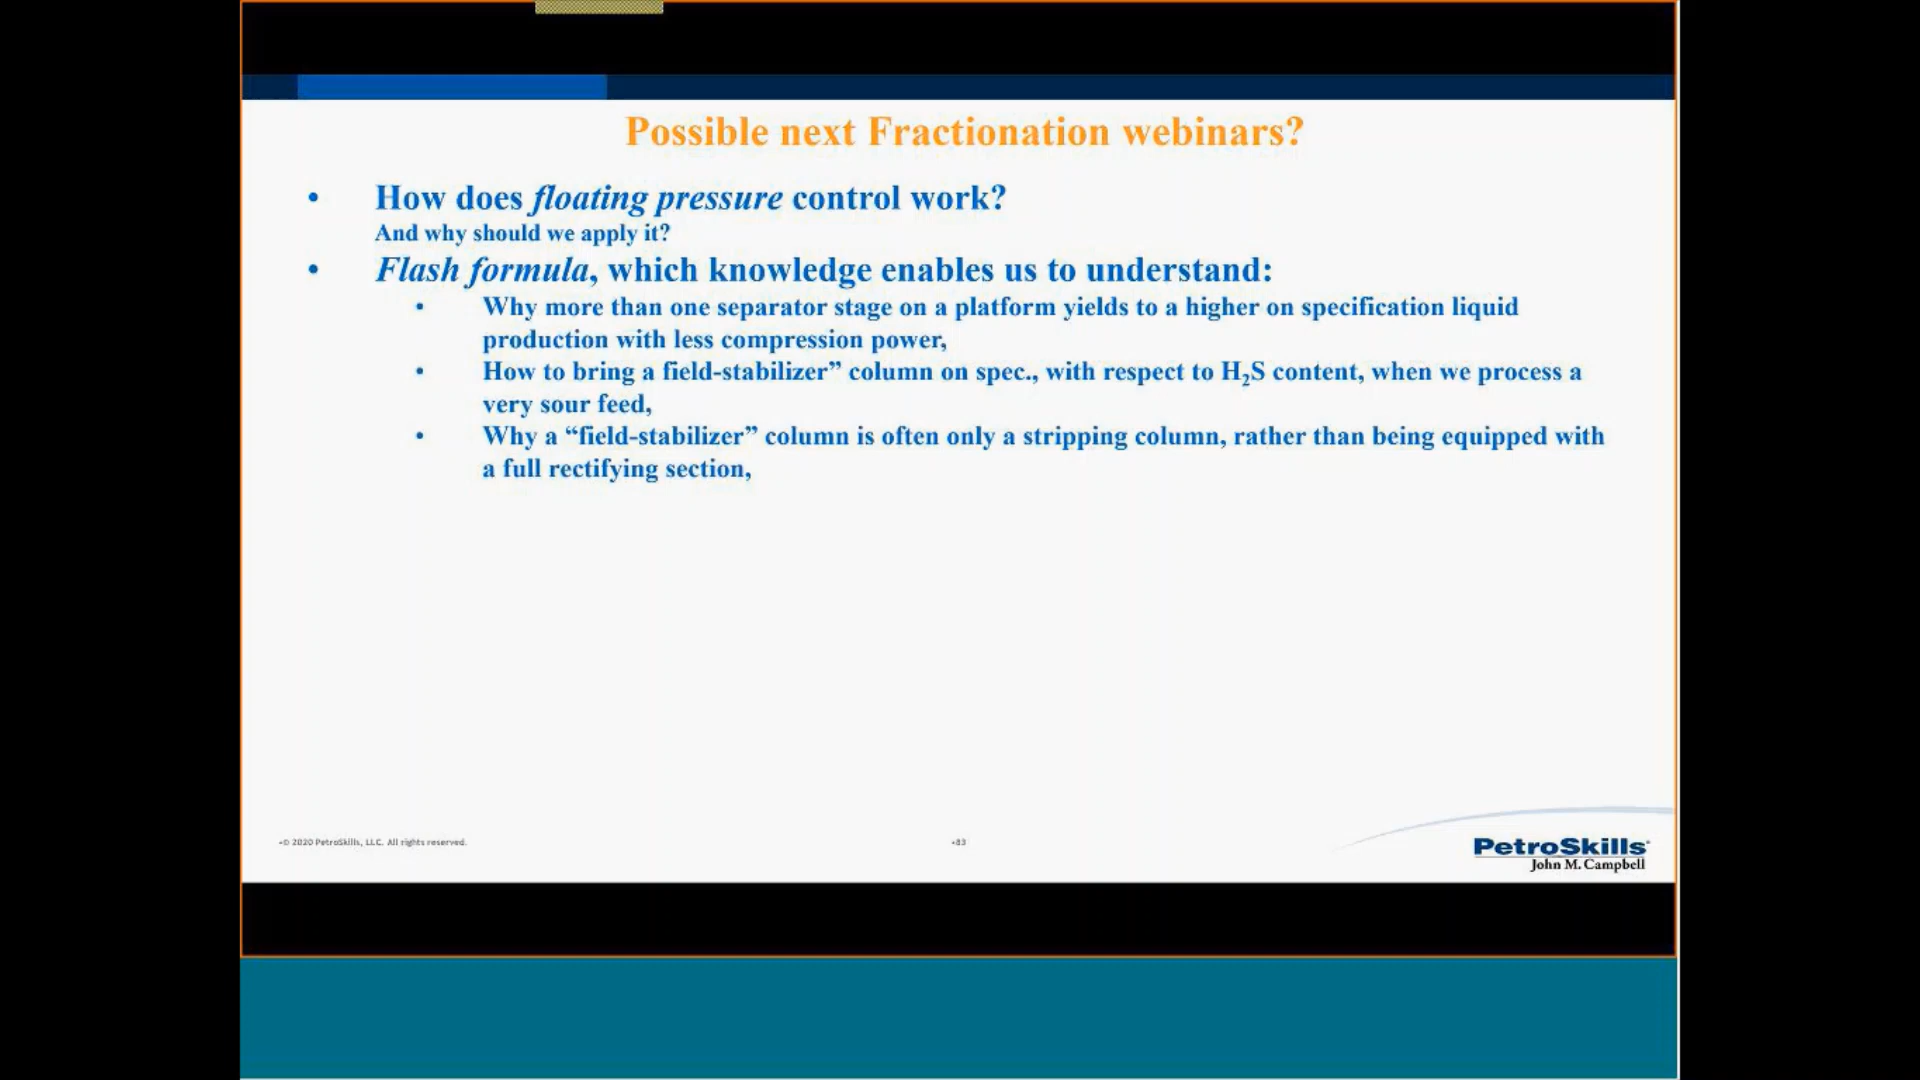 Possible next Fractionation webinars?
• How does floating pressure control work?
And why should we apply it?
• Flash formula, which knowledge enables us to understand:
• Why more than one separator stage on a platform yields to a higher on specification liquid
production with less compression power,
• How to bring a field-stabilizer” column on spec., with respect to H₂S content, when we process a
very sour feed,
• Why a “field-stabilizer” column is often only a stripping column, rather than being equipped with
a full rectifying section,
•© 2020 PetroSkills, LLC. All rights reserved.
•83
PetroSkills
John M. Campbell